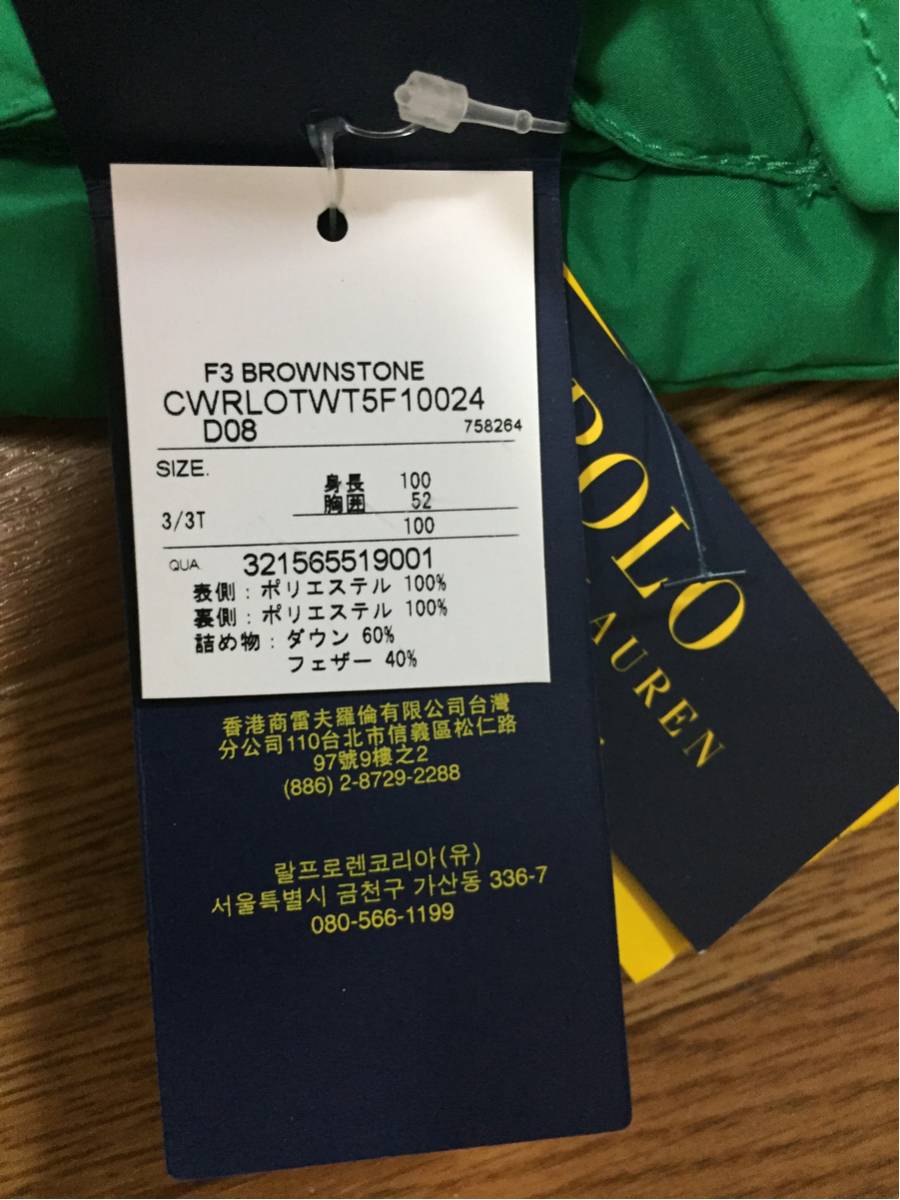 F3 BROWNSTONE
CWRLOTWT5F10024
D08 758264
SIZE.
身長 100
胸囲 52
3/3T 100
QUA. 321565519001
表側：ポリエステル 100%
裏側：ポリエステル 100%
詰め物：ダウン 60%
フェザー 40%
香港商雷夫羅倫有限公司台灣
分公司110台北市信義區松仁路
97號9樓之2
(886) 2-8729-2288
랄프로렌코리아(유)
서울특별시 금천구 가산동 336-7
080-566-1199
POLO
AUREN